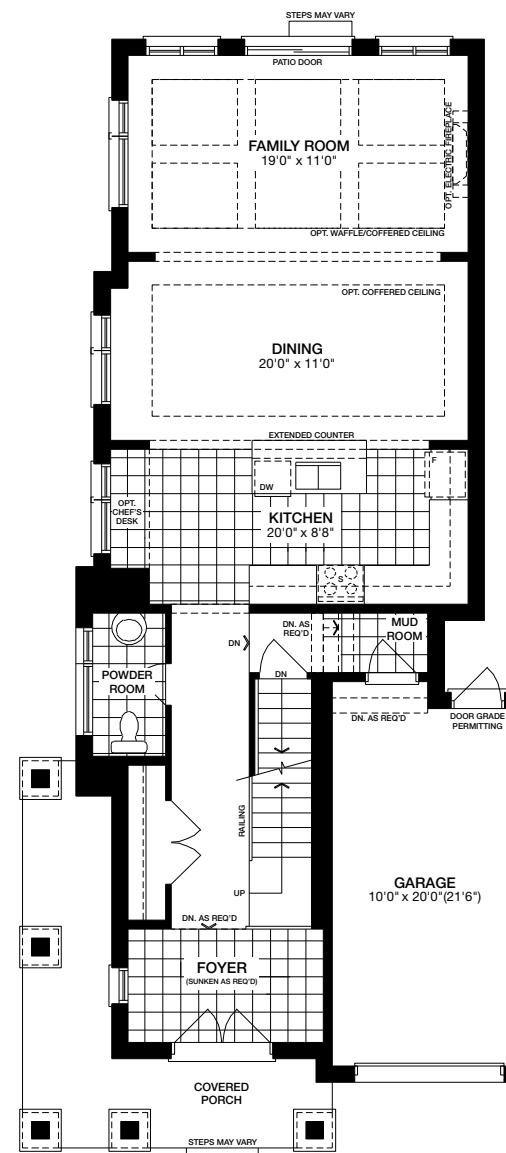 STEPS MAY VARY
PATIO DOOR
FAMILY ROOM
19'0" x 11'0"
OPT. ELECTRIC FIREPLACE
OPT. WAFFLE/COFFERED CEILING
OPT. COFFERED CEILING
DINING
20'0" x 11'0"
EXTENDED COUNTER
F
DW
OPT.
CHEF'S
DESK
KITCHEN
20'0" x 8'8"
S
DN. AS
REQ'D
MUD
ROOM
DN
DN
POWDER
ROOM
DN. AS REQ'D
DOOR GRADE
PERMITTING
RAILING
UP
GARAGE
10'0" x 20'0"(21'6")
DN. AS REQ'D
FOYER
(SUNKEN AS REQ'D)
COVERED
PORCH
STEPS MAY VARY